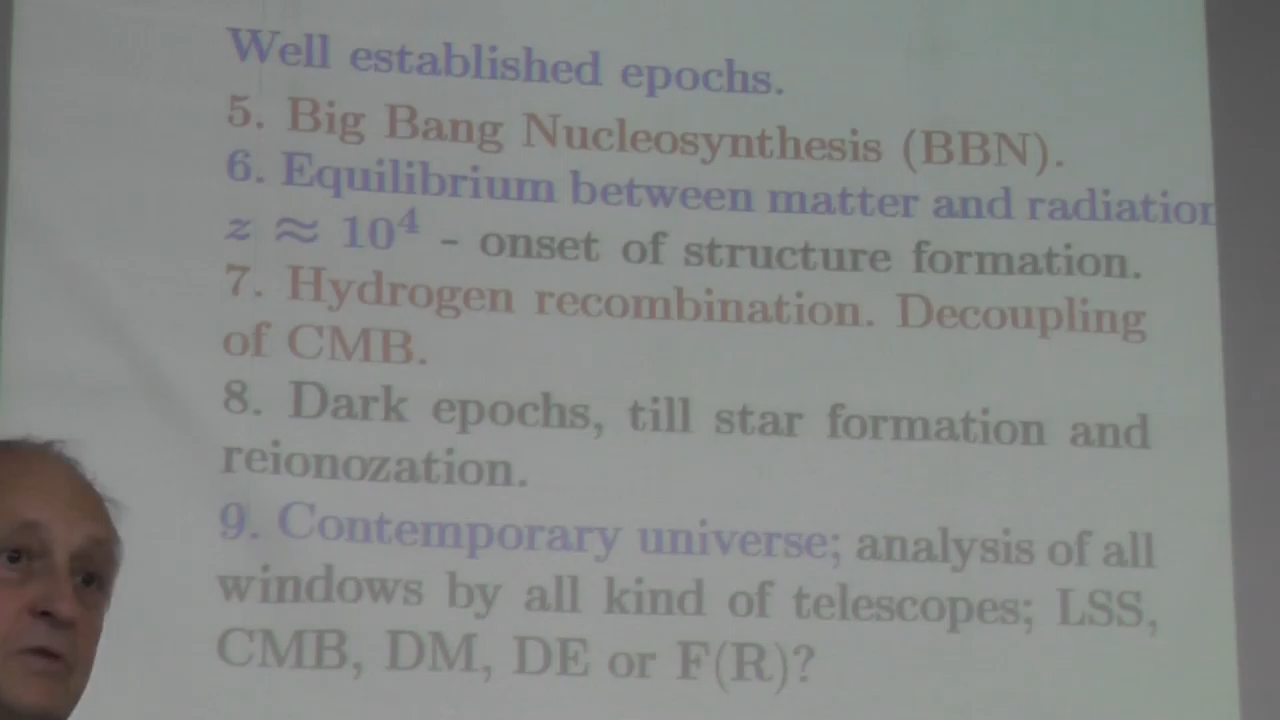 Well established epochs.
5. Big Bang Nucleosynthesis (BBN).
6. Equilibrium between matter and radiation
z ≈ 10⁴ - onset of structure formation.
7. Hydrogen recombination. Decoupling
of CMB.
8. Dark epochs, till star formation and
reionozation.
9. Contemporary universe; analysis of all
windows by all kind of telescopes; LSS,
CMB, DM, DE or F(R)?